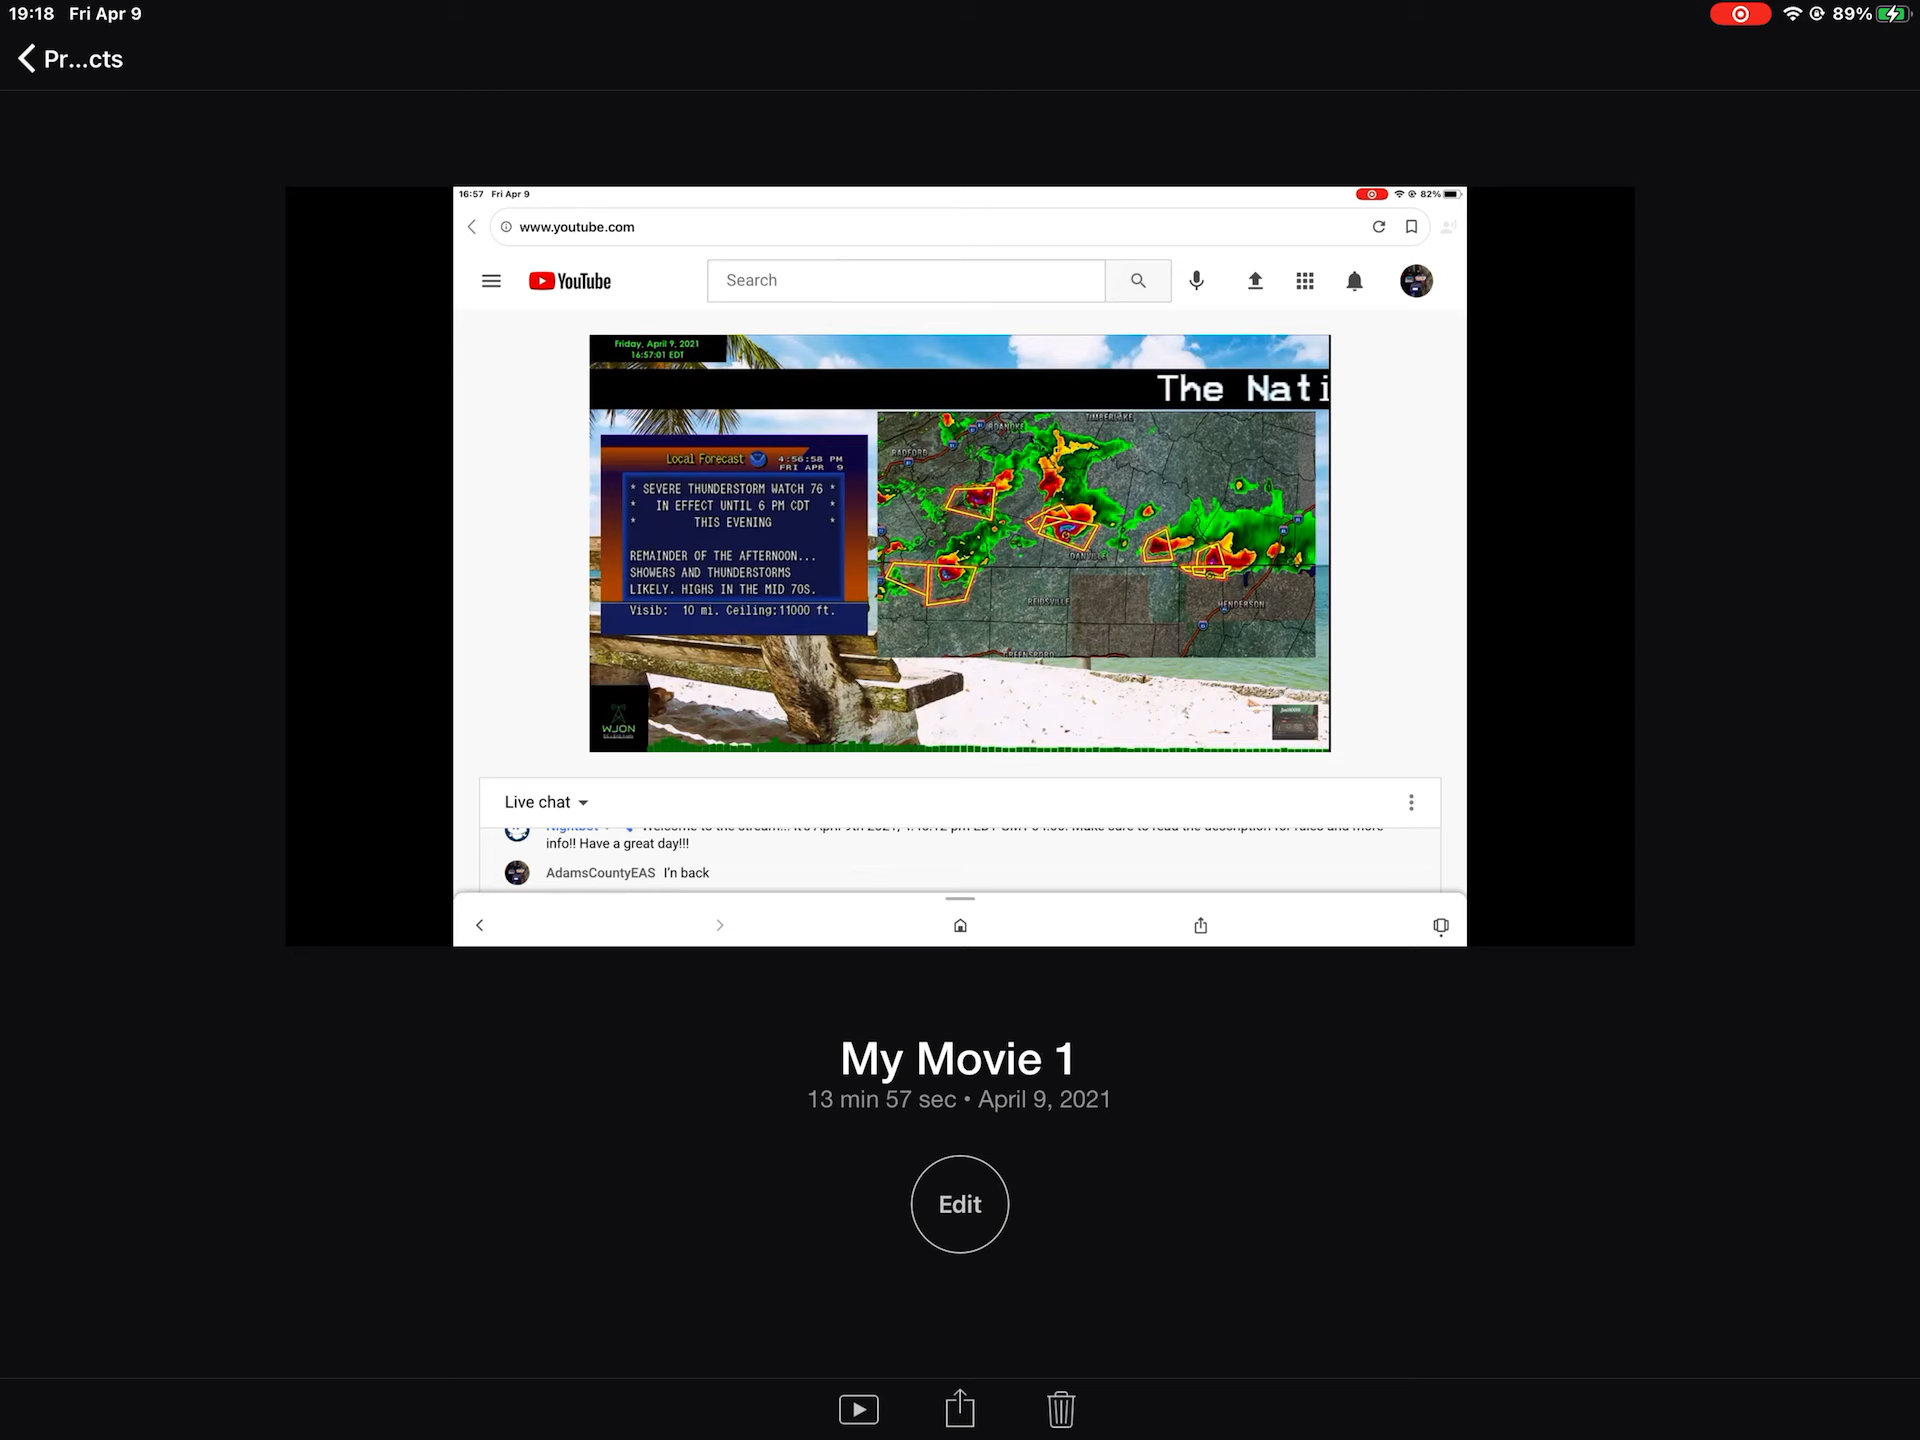 19:18 Fri Apr 9
89%
Pr...cts
16:57 Fri Apr 9
82%
www.youtube.com
YouTube
Search
Friday, April 9, 2021
16:57:01 EDT
The Nati
Local Forecast 4:56:58 PM
FRI APR 9
* SEVERE THUNDERSTORM WATCH 76 *
* IN EFFECT UNTIL 6 PM CDT *
* THIS EVENING *
REMAINDER OF THE AFTERNOON...
SHOWERS AND THUNDERSTORMS
LIKELY. HIGHS IN THE MID 70S.
Visib: 10 mi. Ceiling:11000 ft.
TIMBERLAKE
ROANOKE
RADFORD
DANVILLE
REIDSVILLE
HENDERSON
GREENSBORO
WJON
Live chat
info!! Have a great day!!!
AdamsCountyEAS I'n back
My Movie 1
13 min 57 sec • April 9, 2021
Edit